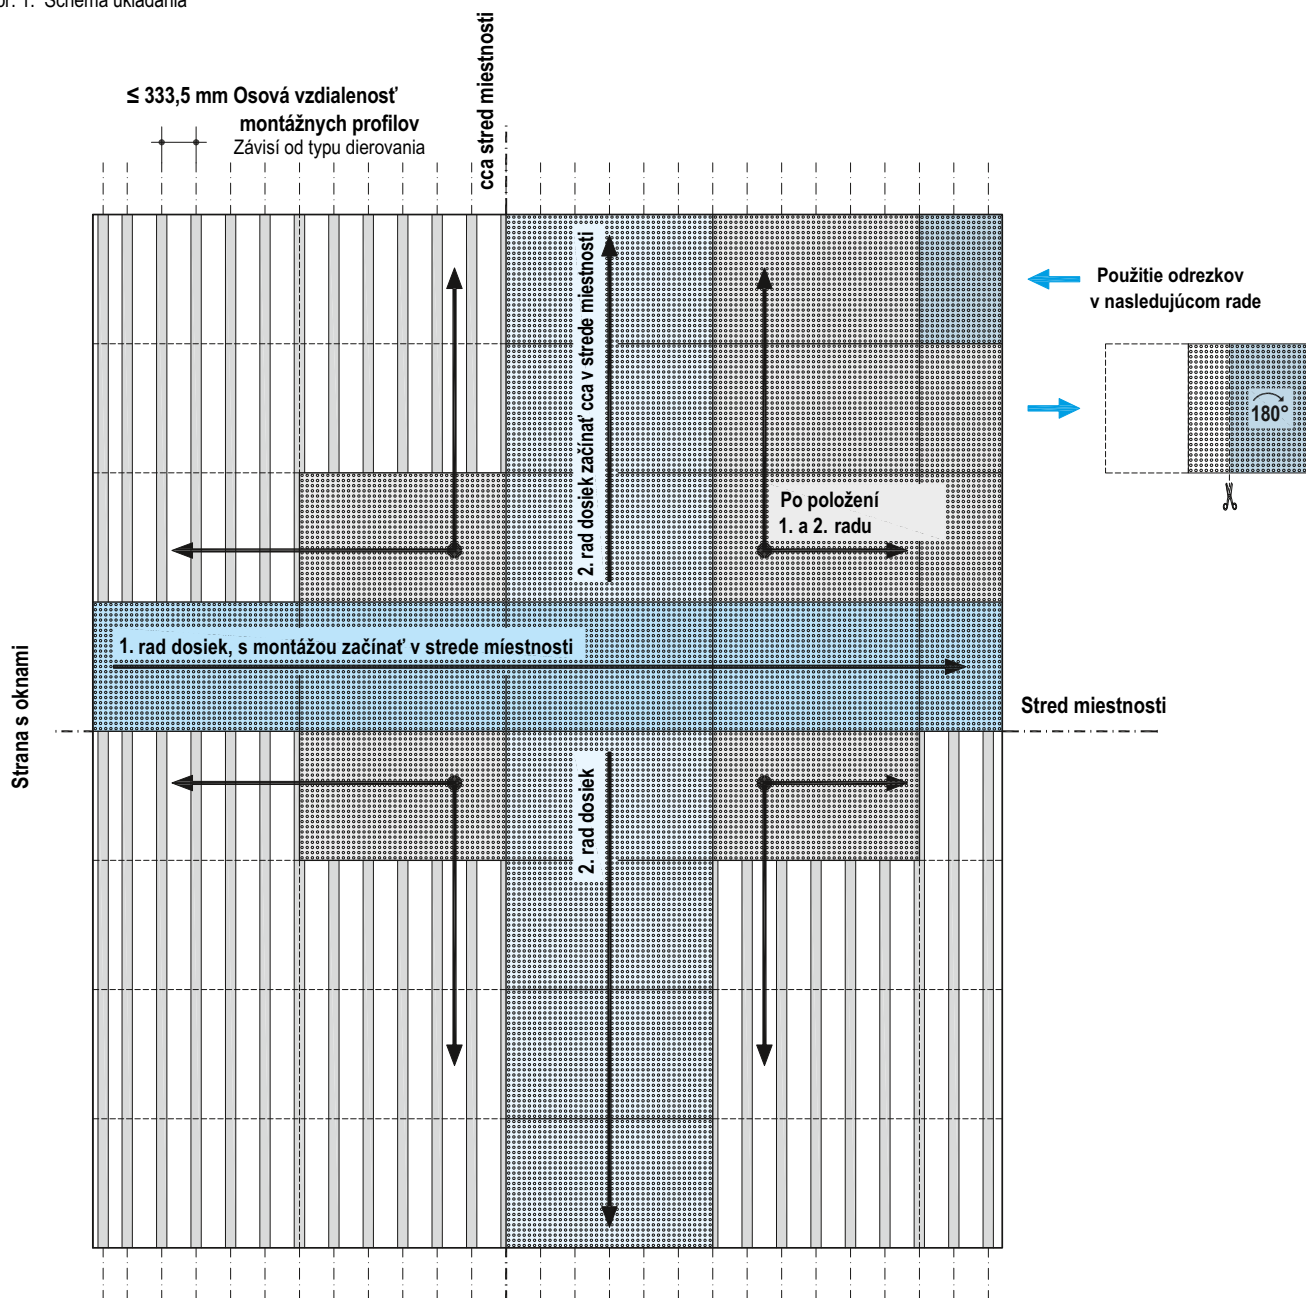 Schéma ukladania
≤ 333,5 mm Osová vzdialenosť
montážnych profilov
Závisí od typu dierovania
cca stred miestnosti
2. rad dosiek začínať cca v strede miestnosti
Použitie odrezkov
v nasledujúcom rade
180°
Po položení
1. a 2. radu
1. rad dosiek, s montážou začínať v strede miestnosti
Strana s oknami
Stred miestnosti
2. rad dosiek